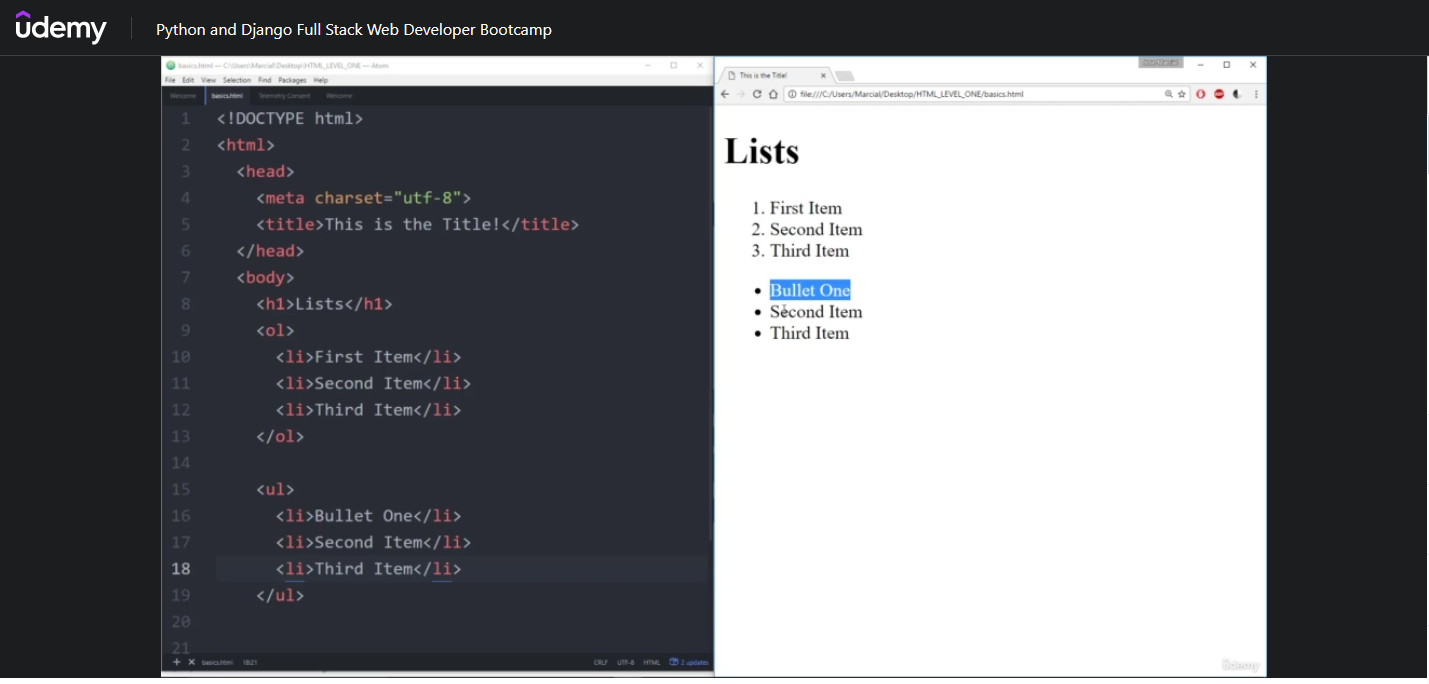 udemy
Python and Django Full Stack Web Developer Bootcamp
basics.html — C:\Users\Marcial\Desktop\HTML_LEVEL_ONE — Atom
File Edit View Selection Find Packages Help
Welcome basics.html Telemetry Consent Welcome
1 <!DOCTYPE html>
2 <html>
3 <head>
4 <meta charset="utf-8">
5 <title>This is the Title!</title>
6 </head>
7 <body>
8 <h1>Lists</h1>
9 <ol>
10 <li>First Item</li>
11 <li>Second Item</li>
12 <li>Third Item</li>
13 </ol>
14
15 <ul>
16 <li>Bullet One</li>
17 <li>Second Item</li>
18 <li>Third Item</li>
19 </ul>
20
21
basics.html 18:21 CRLF UTF-8 HTML 2 updates
This is the Title!
file:///C:/Users/Marcial/Desktop/HTML_LEVEL_ONE/basics.html
Lists
1. First Item
2. Second Item
3. Third Item
• Bullet One
• Second Item
• Third Item
udemy